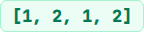 [1, 2, 1, 2]